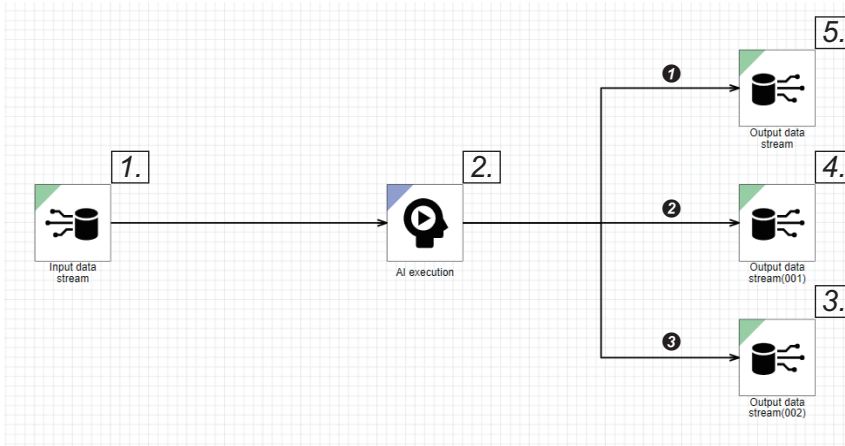 5.
1
Output data
stream
1.
2.
4.
2
Input data
stream
AI execution
Output data
stream(001)
3.
3
Output data
stream(002)